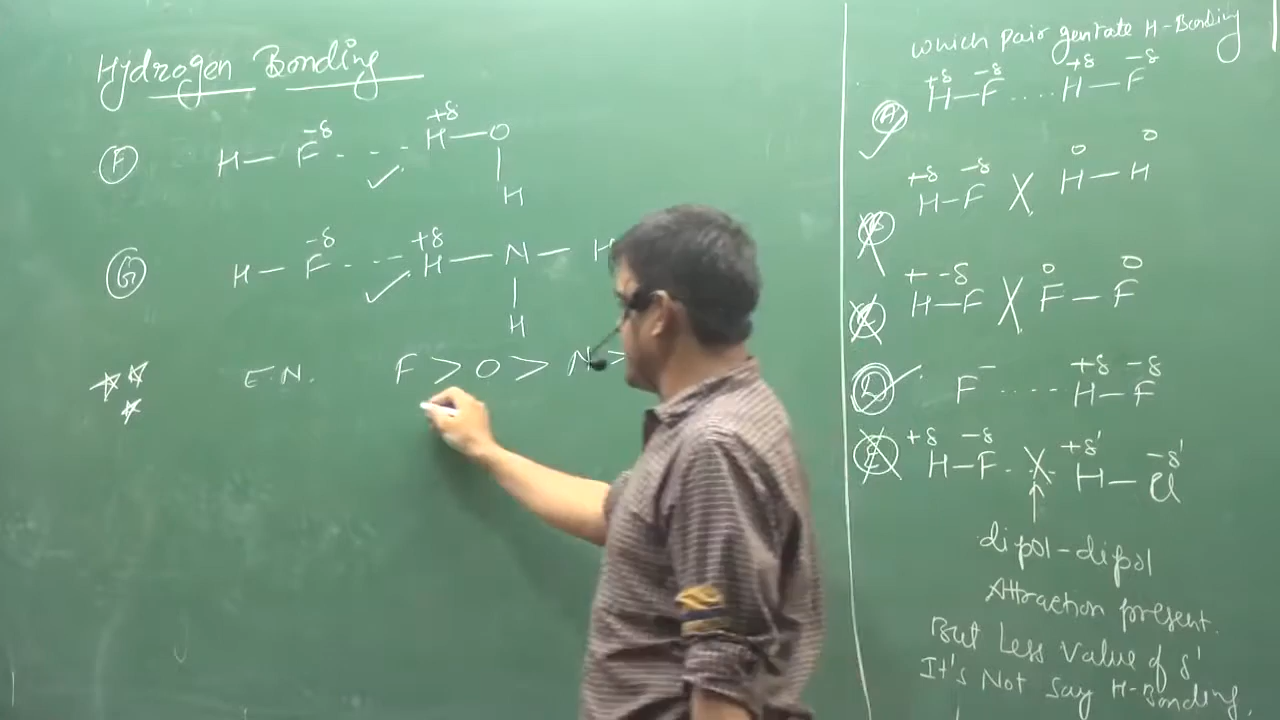 Hydrogen Bonding
F H — F -δ - - - - H +δ — O
H
G H — F -δ - - - - H +δ — N — H
H
E.N. F > O > N >
which pair gentrate H-Bonding
A +δ H — F -δ .... +δ H — F -δ
B +δ H — F -δ X H 0 — H 0
+ H — F -δ X F 0 — F 0
D F - ..... +δ H — F -δ
E +δ H — F -δ . X . +δ' H — Cl -δ'
↑
dipol-dipol
Attraction present.
But Less Value of δ'
It's Not Say H-Bonding.